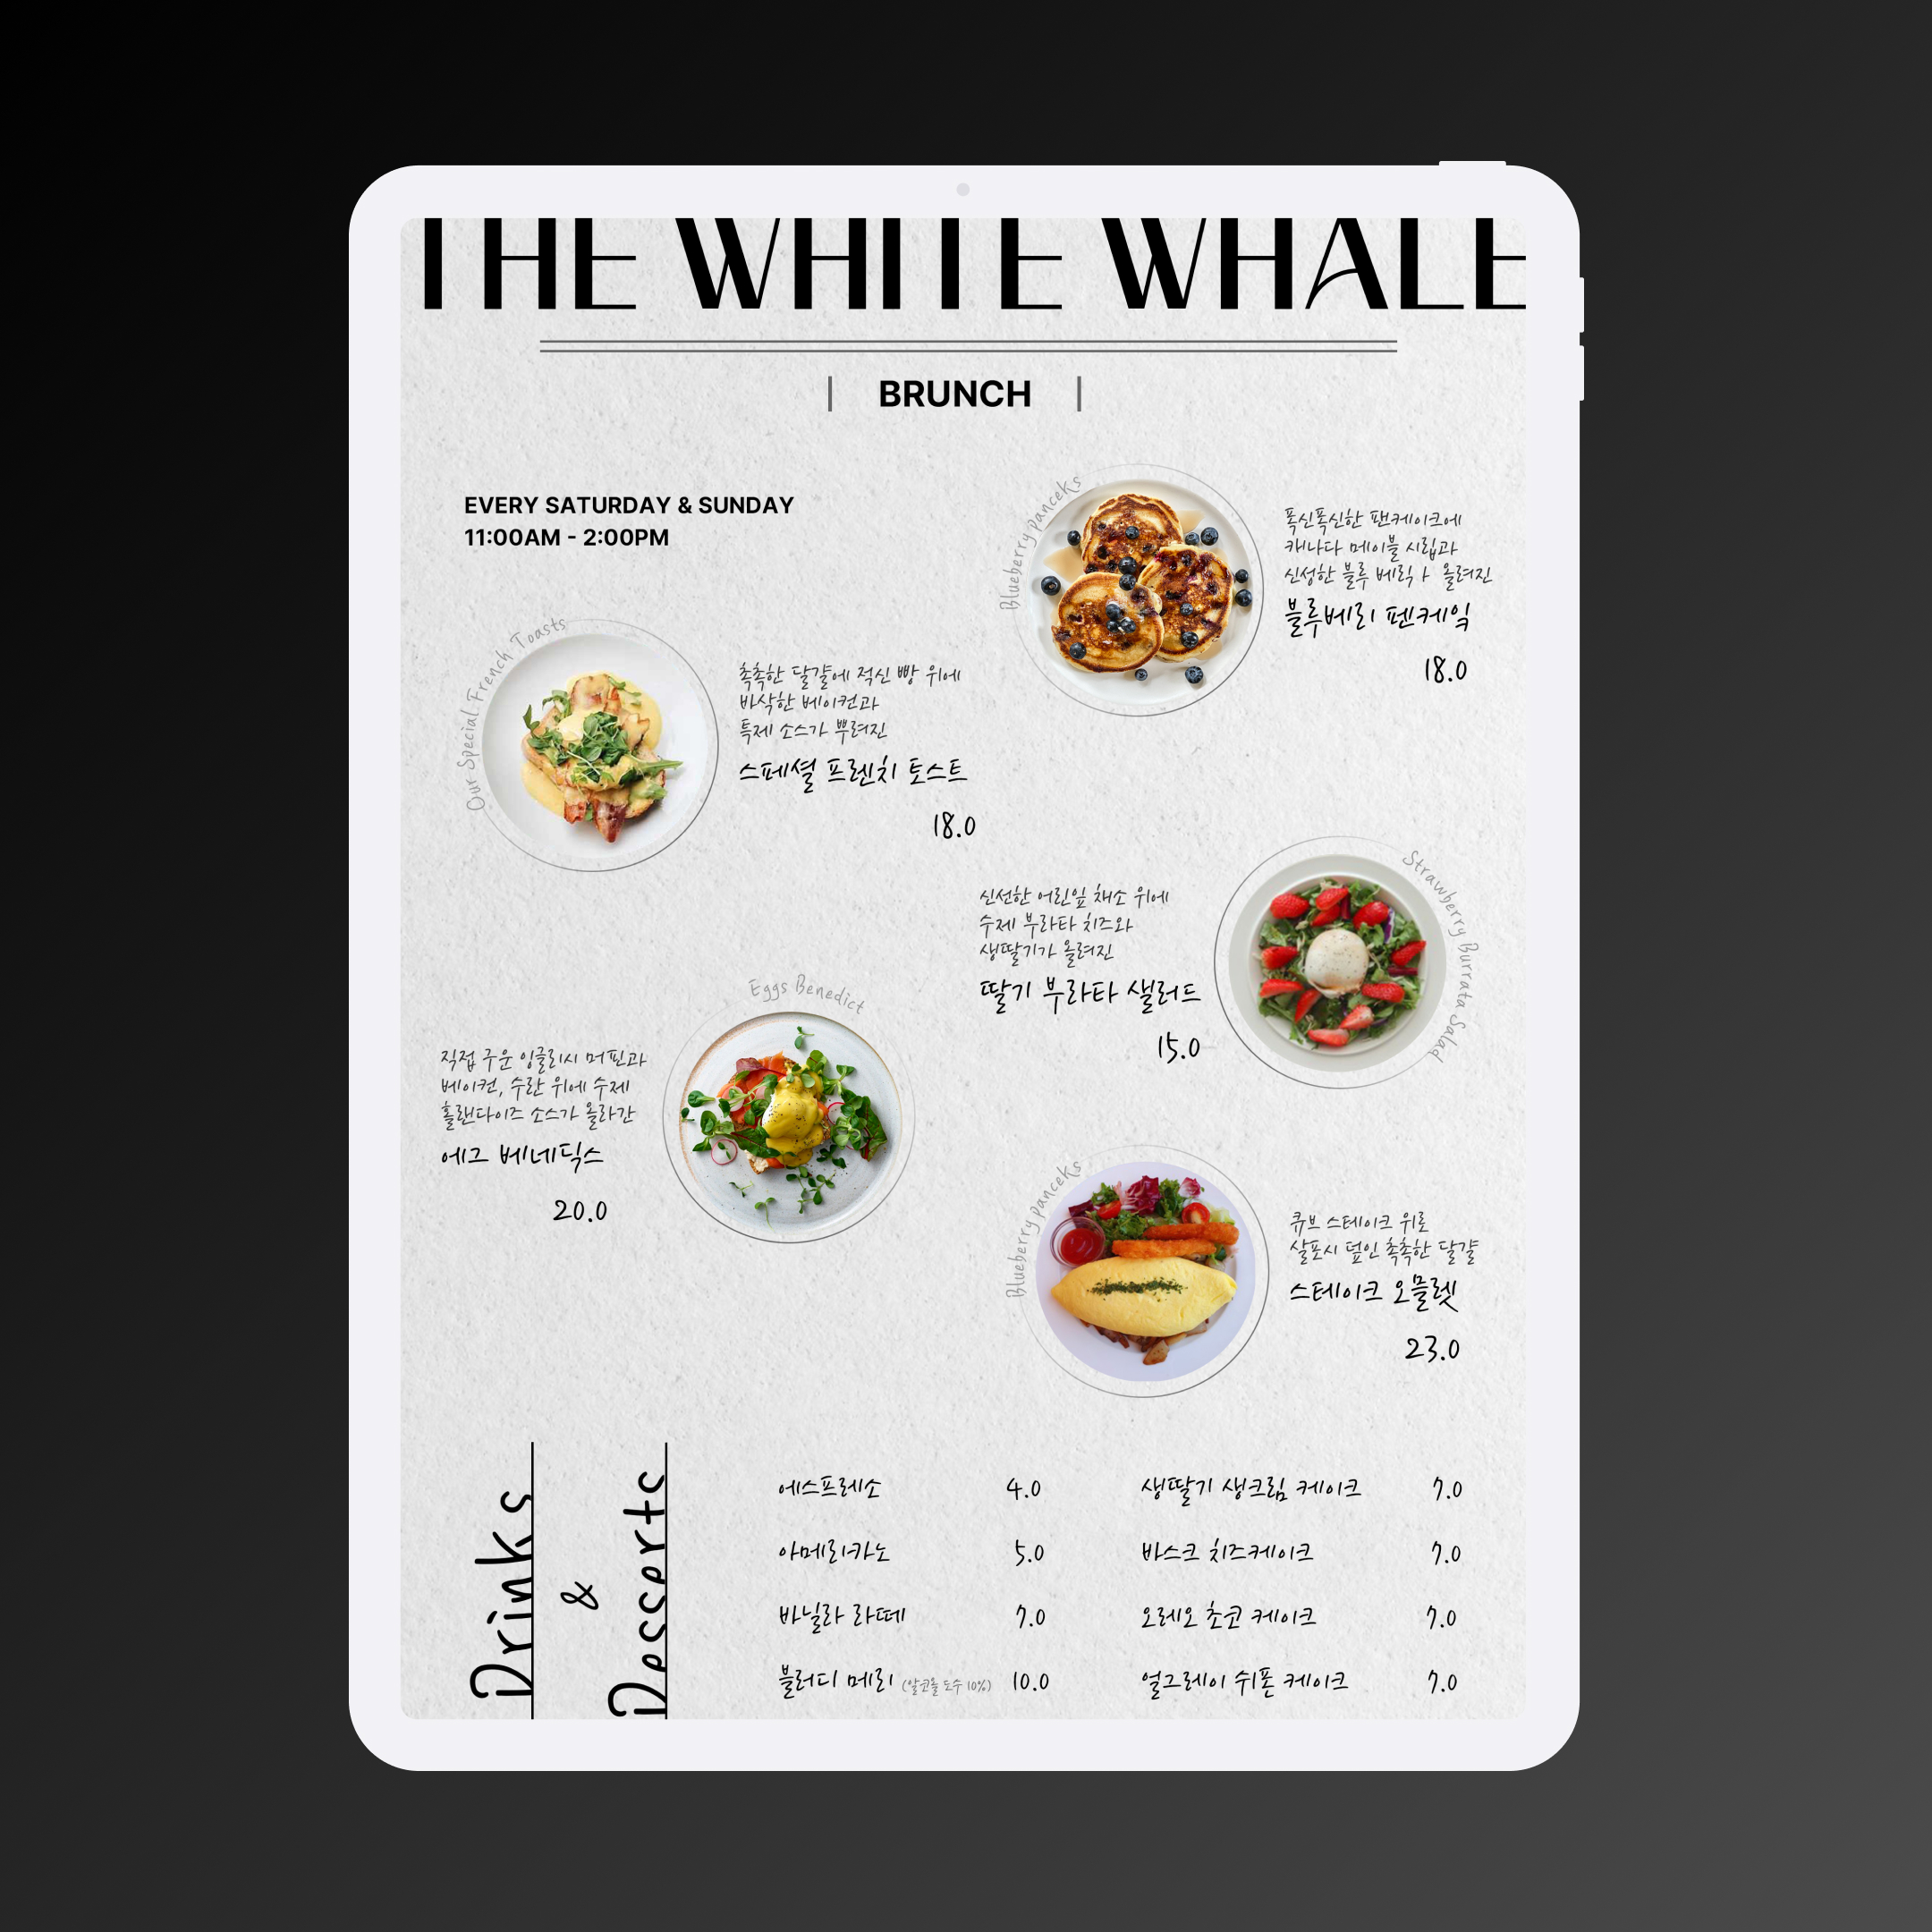 THE WHITE WHALE
BRUNCH
EVERY SATURDAY & SUNDAY
11:00AM - 2:00PM
Blueberry panceks
폭신폭신한 팬케이크에
캐나다 메이플 시럽과
신성한 블루 베릭ㅏ 올려진
블루베리 펜케잌
18.0
Our Special French Toasts
촉촉한 달걀에 적신 빵 위에
바삭한 베이컨과
특제 소스가 뿌려진
스페셜 프렌치 토스트
18.0
신선한 어린잎 채소 위에
수제 부라타 치즈와
생딸기가 올려진
딸기 부라타 샐러드
15.0
Strawberry Burrata Salad
Eggs Benedict
직접 구운 잉글리시 머핀과
베이컨, 수란 위에 수제
홀랜다이즈 소스가 올라간
에그 베네딕스
20.0
Blueberry panceks
큐브 스테이크 위로
살포시 덮인 촉촉한 달걀
스테이크 오믈렛
23.0
Drinks
&
Desserts
에스프레소 4.0
아메리카노 5.0
바닐라 라떼 7.0
블러디 메리 (알코올 도수 10%) 10.0
생딸기 생크림 케이크 7.0
바스크 치즈케이크 7.0
오레오 초코 케이크 7.0
얼그레이 쉬폰 케이크 7.0